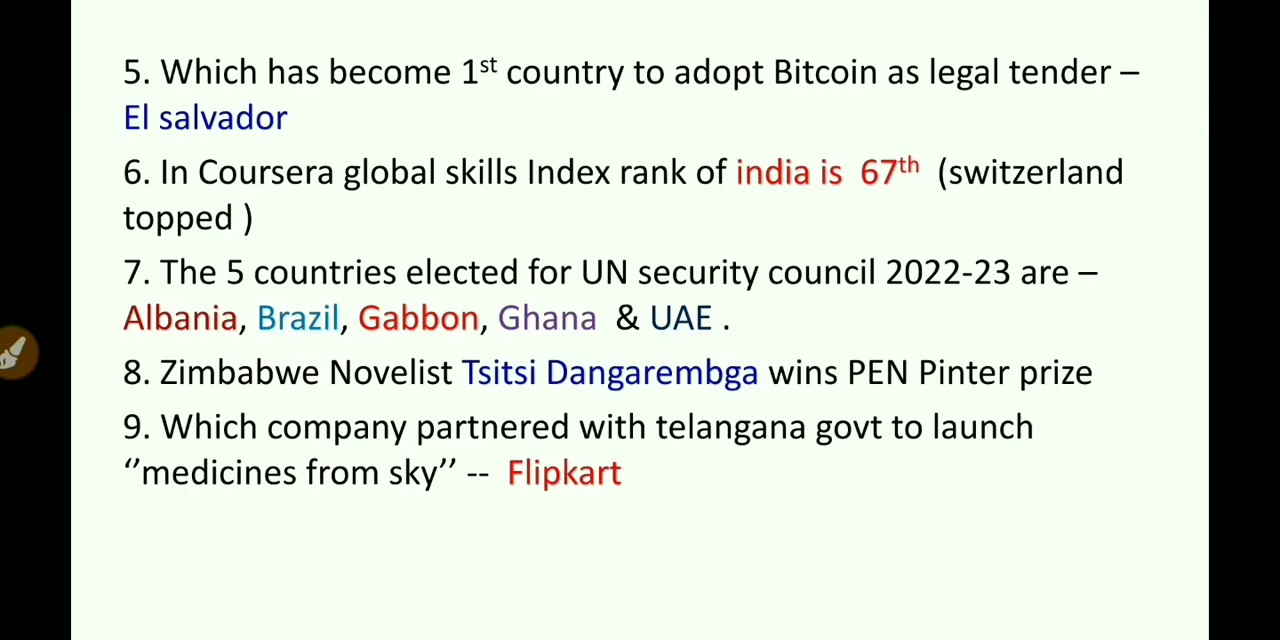 5. Which has become 1st country to adopt Bitcoin as legal tender –
El salvador
6. In Coursera global skills Index rank of india is 67th (switzerland
topped )
7. The 5 countries elected for UN security council 2022-23 are –
Albania, Brazil, Gabbon, Ghana & UAE .
8. Zimbabwe Novelist Tsitsi Dangarembga wins PEN Pinter prize
9. Which company partnered with telangana govt to launch
‘’medicines from sky’’ -- Flipkart